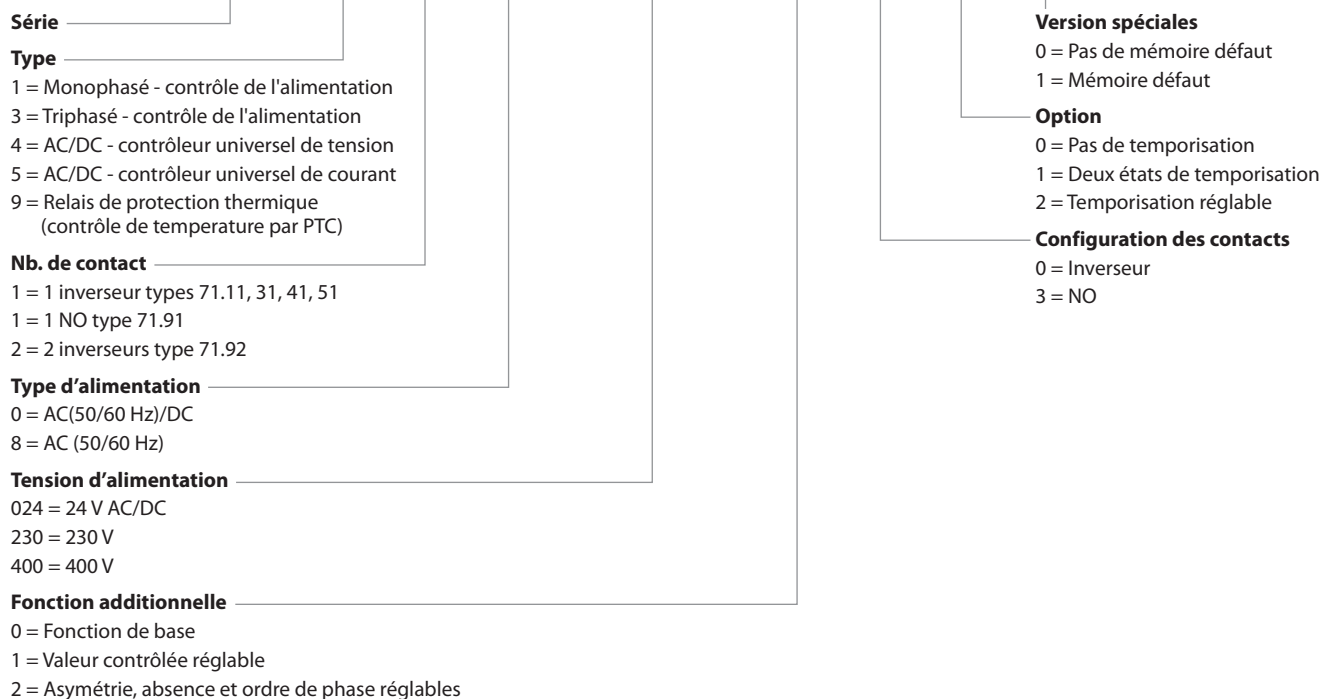 Série
Type
1 = Monophasé - contrôle de l'alimentation
3 = Triphasé - contrôle de l'alimentation
4 = AC/DC - contrôleur universel de tension
5 = AC/DC - contrôleur universel de courant
9 = Relais de protection thermique
(contrôle de temperature par PTC)
Nb. de contact
1 = 1 inverseur types 71.11, 31, 41, 51
1 = 1 NO type 71.91
2 = 2 inverseurs type 71.92
Type d’alimentation
0 = AC(50/60 Hz)/DC
8 = AC (50/60 Hz)
Tension d’alimentation
024 = 24 V AC/DC
230 = 230 V
400 = 400 V
Fonction additionnelle
0 = Fonction de base
1 = Valeur contrôlée réglable
2 = Asymétrie, absence et ordre de phase réglables
Version spéciales
0 = Pas de mémoire défaut
1 = Mémoire défaut
Option
0 = Pas de temporisation
1 = Deux états de temporisation
2 = Temporisation réglable
Configuration des contacts
0 = Inverseur
3 = NO